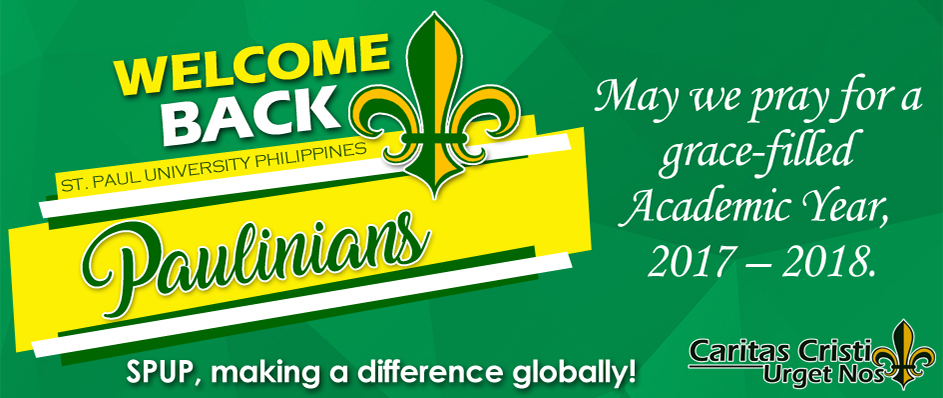 WELCOME
BACK
ST. PAUL UNIVERSITY PHILIPPINES
Paulinians
SPUP, making a difference globally!
May we pray for a
grace-filled
Academic Year,
2017 – 2018.
Caritas Cristi
Urget Nos